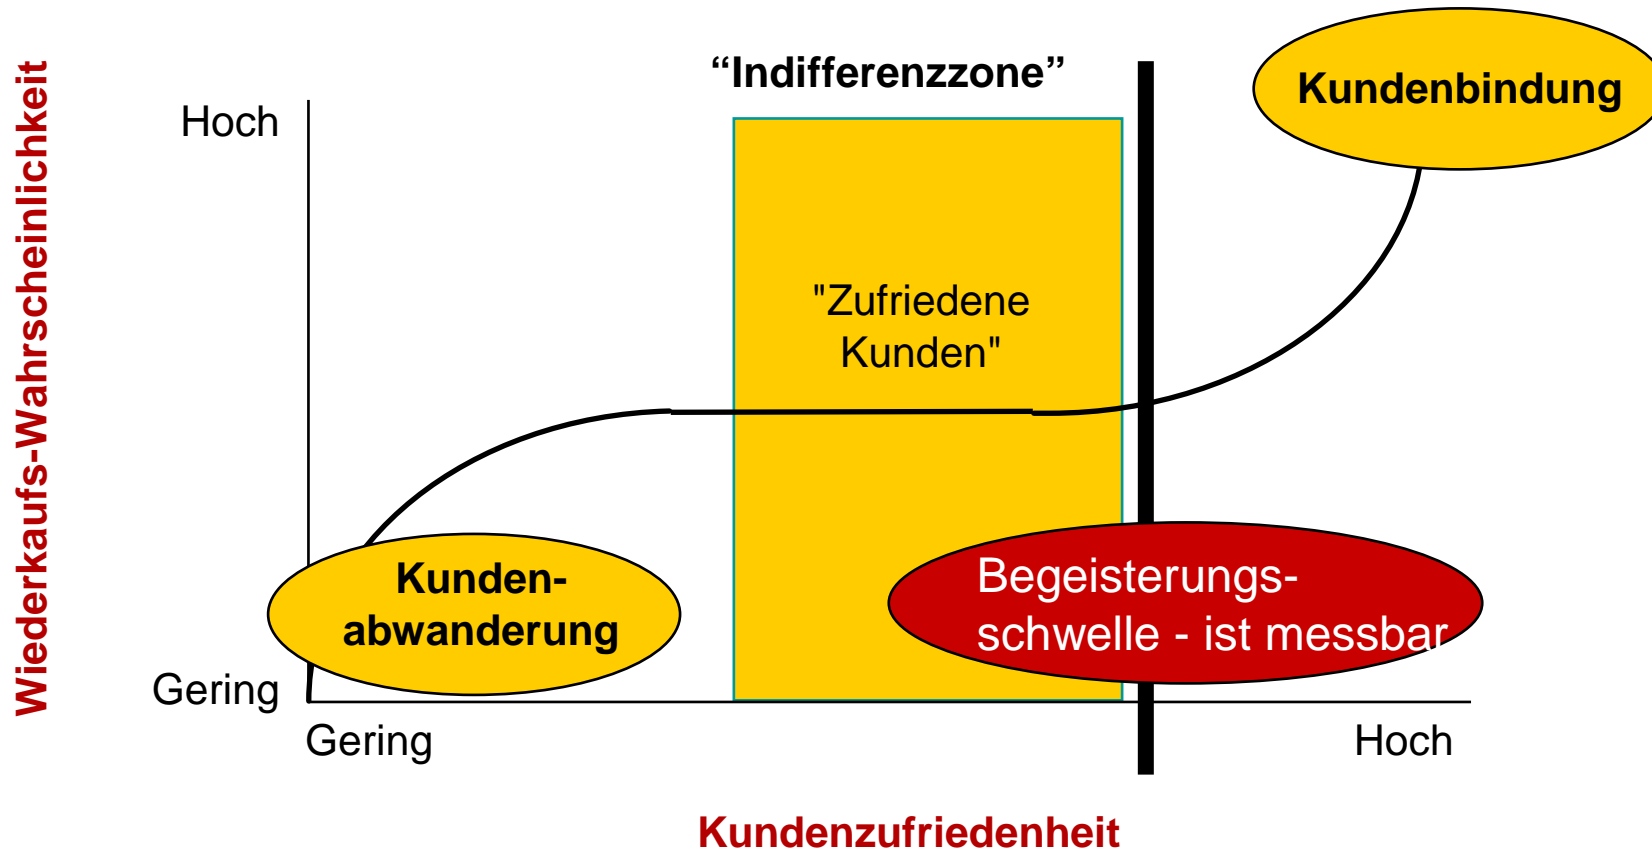 “Indifferenzzone”
Kundenbindung
Hoch
Wiederkaufs-Wahrscheinlichkeit
"Zufriedene
Kunden"
Kunden-
abwanderung
Begeisterungs-
schwelle - ist messbar
Gering
Gering
Hoch
Kundenzufriedenheit